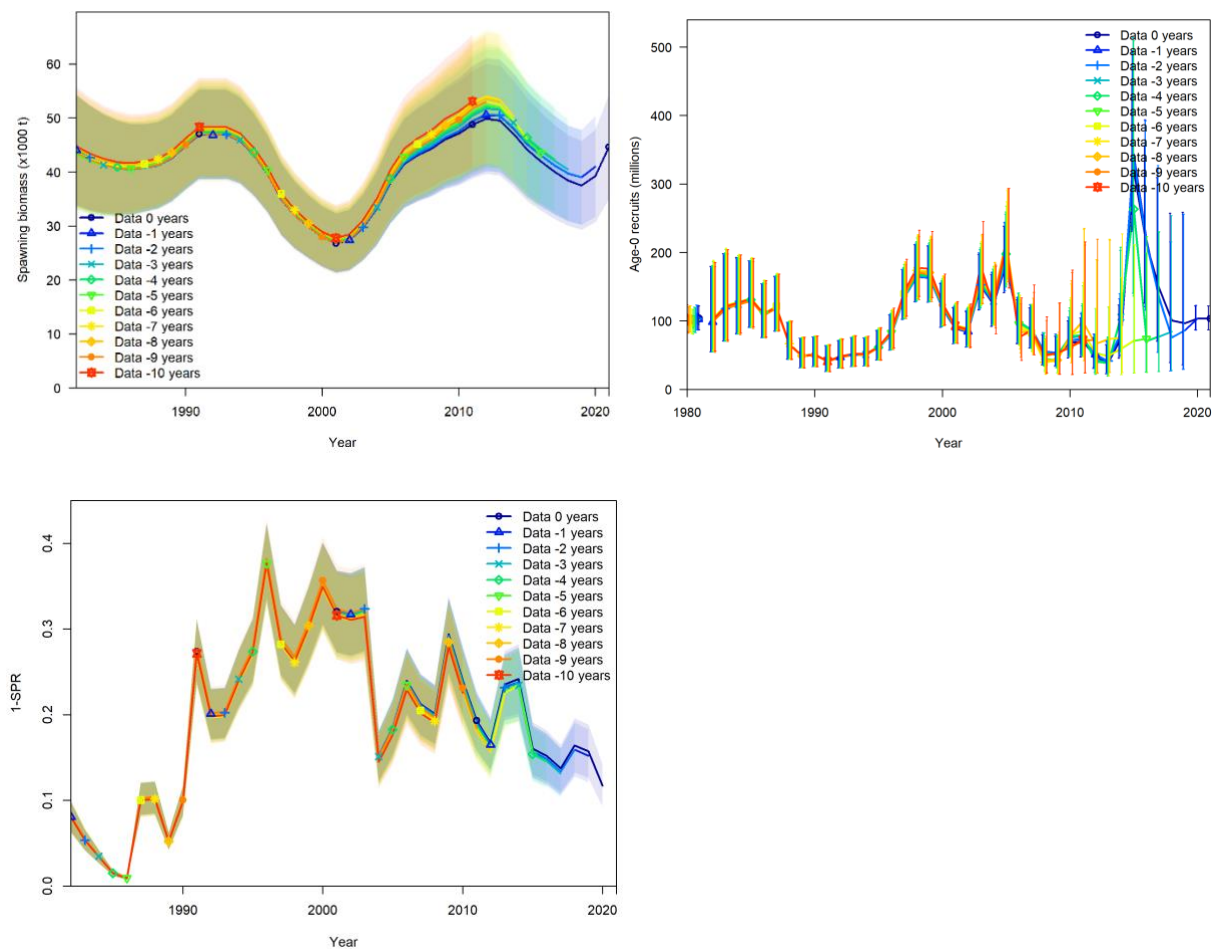 Spawning biomass (x1000 t)
60
50
40
30
20
10
0
Data 0 years
Data -1 years
Data -2 years
Data -3 years
Data -4 years
Data -5 years
Data -6 years
Data -7 years
Data -8 years
Data -9 years
Data -10 years
1990
2000
2010
2020
Year
Age-0 recruits (millions)
500
400
300
200
100
0
Data 0 years
Data -1 years
Data -2 years
Data -3 years
Data -4 years
Data -5 years
Data -6 years
Data -7 years
Data -8 years
Data -9 years
Data -10 years
1980
1990
2000
2010
2020
Year
1-SPR
0.4
0.3
0.2
0.1
0.0
Data 0 years
Data -1 years
Data -2 years
Data -3 years
Data -4 years
Data -5 years
Data -6 years
Data -7 years
Data -8 years
Data -9 years
Data -10 years
1990
2000
2010
2020
Year